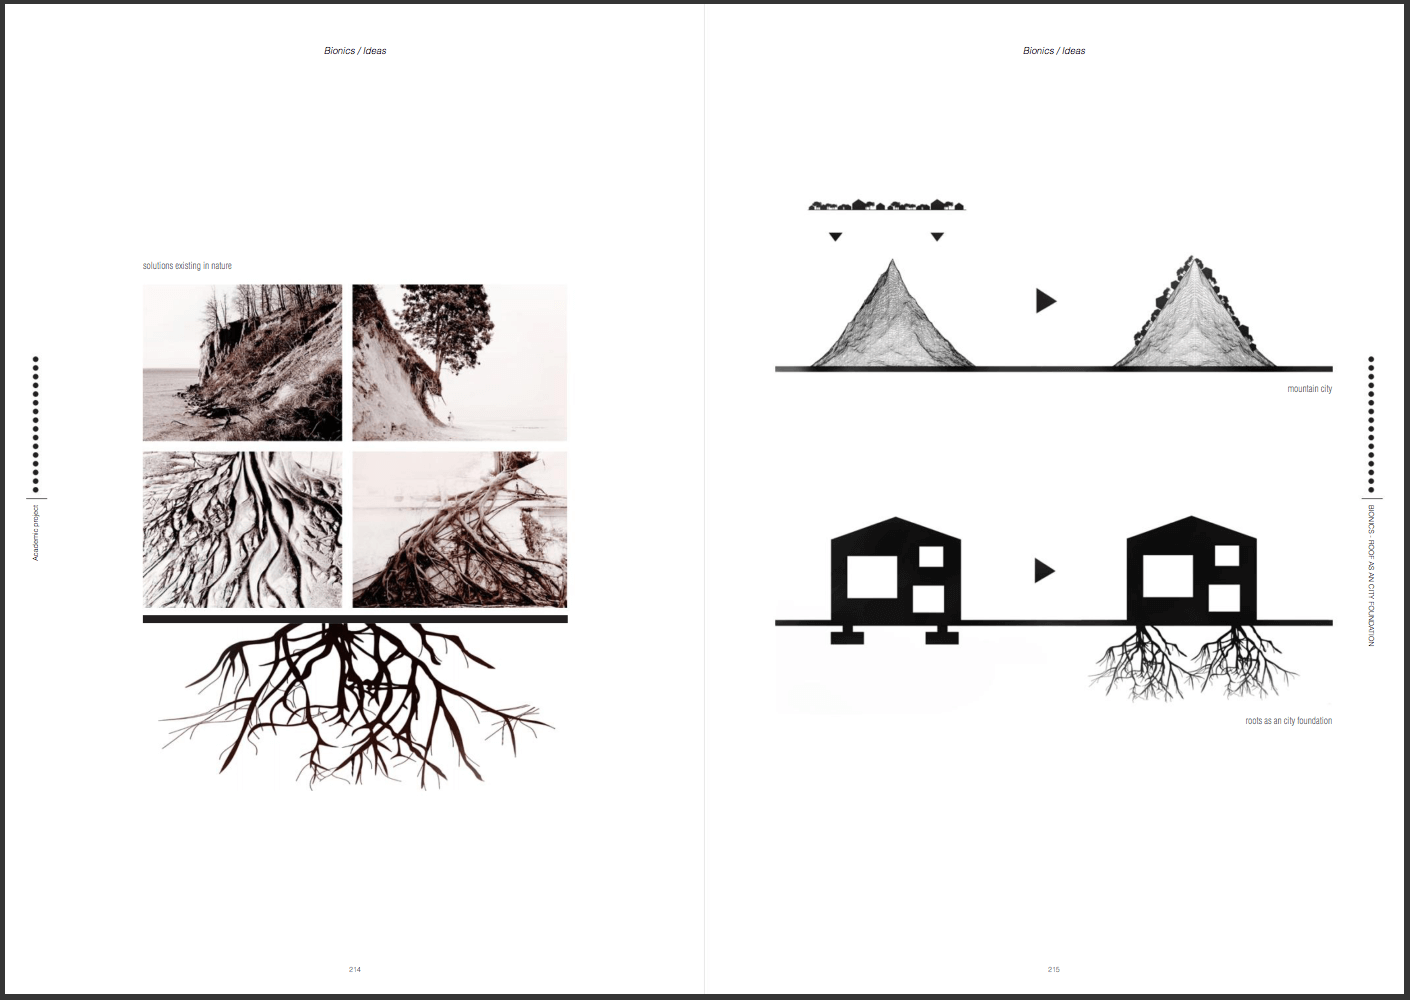 Bionics / Ideas
solutions existing in nature
Academic project
214
Bionics / Ideas
mountain city
roots as an city foundation
BIONICS - ROOF AS AN CITY FOUNDATION
215